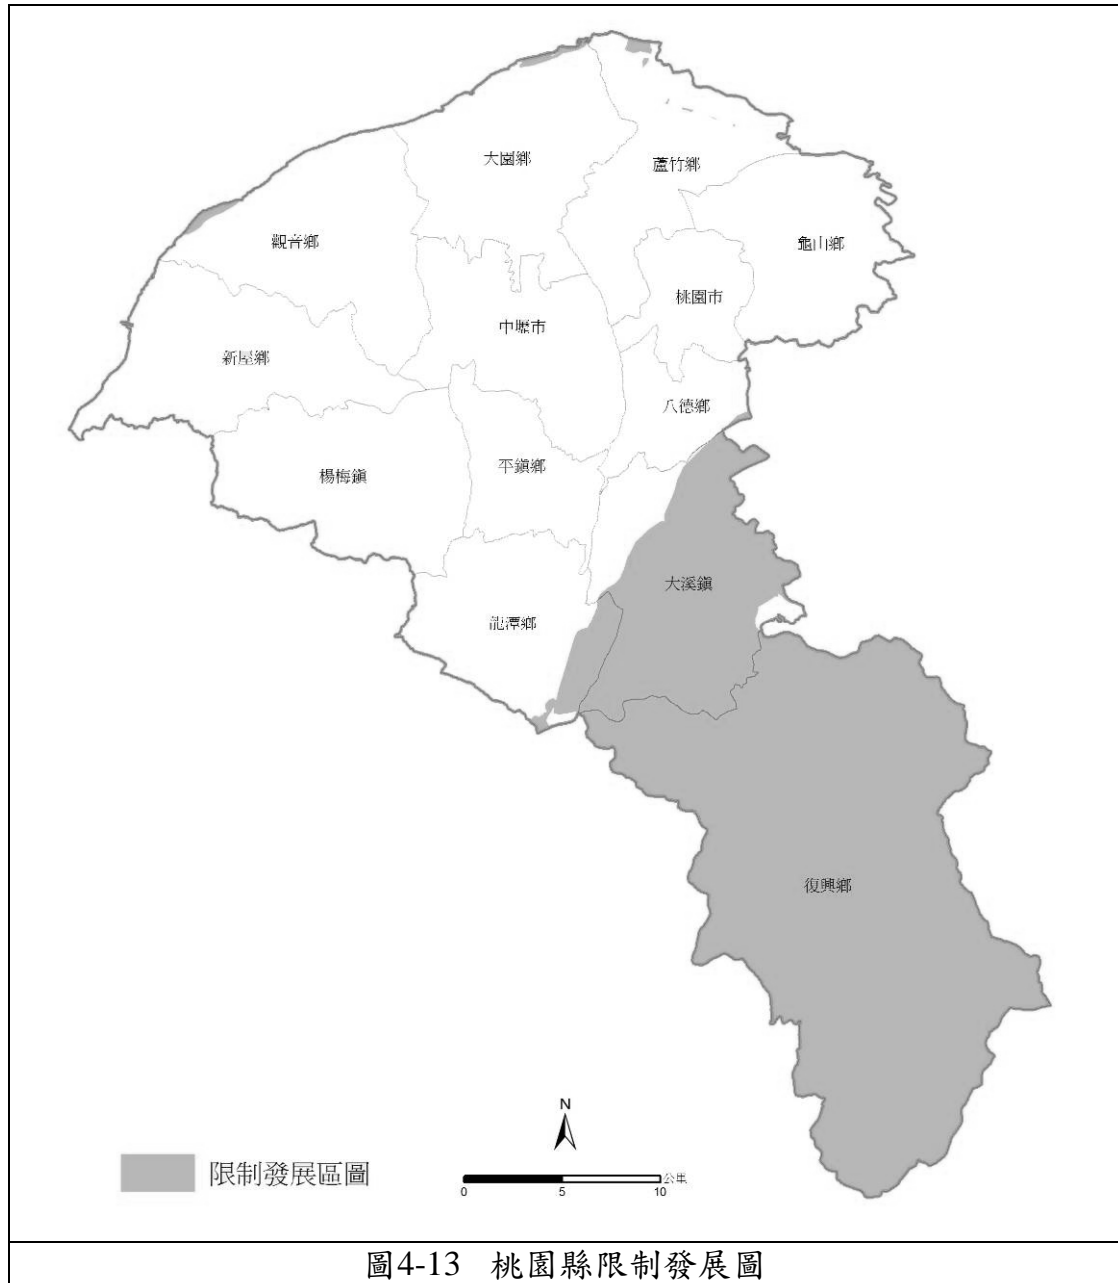 大園鄉
蘆竹鄉
觀音鄉
龜山鄉
桃園市
中壢市
新屋鄉
八德鄉
楊梅鎮
平鎮鄉
大溪鎮
龍潭鄉
復興鄉
N
限制發展區圖
公里
0 5 10
圖4-13 桃園縣限制發展圖